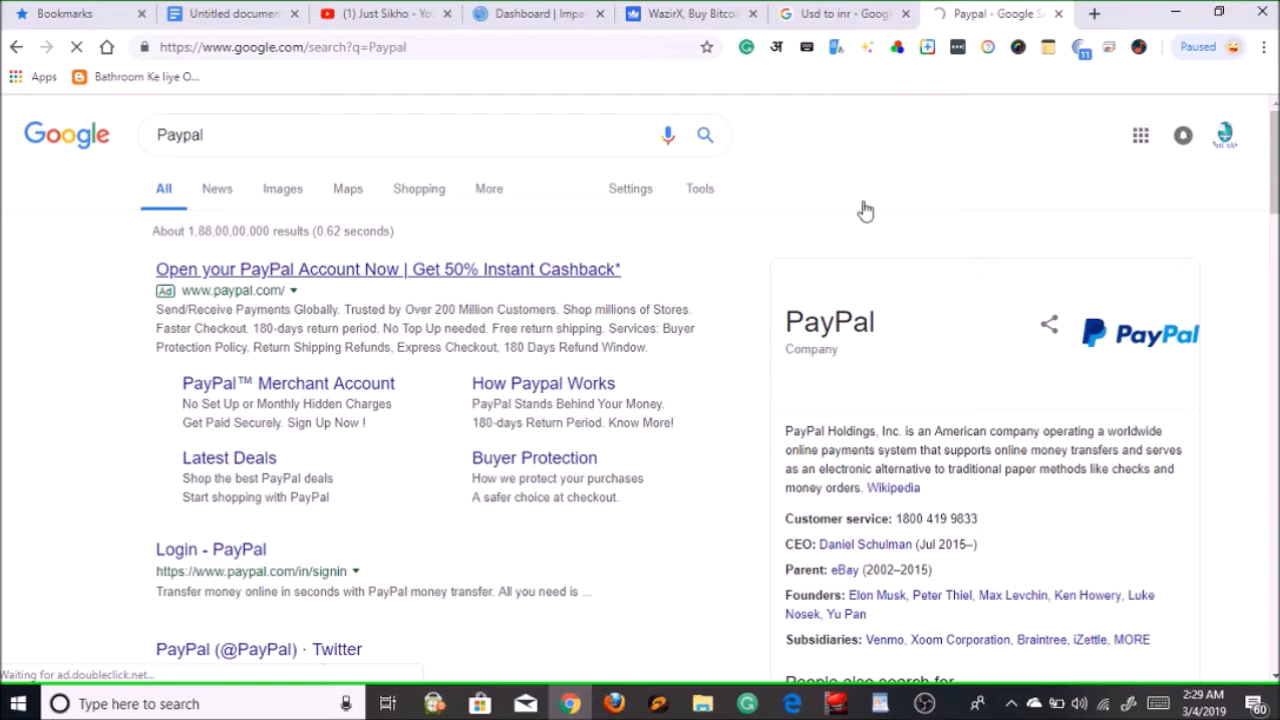 Bookmarks
Untitled documen
(1) Just Sikho - Yo
Dashboard | Impa
WazirX, Buy Bitco
Usd to inr - Goog
Paypal - Google S
https://www.google.com/search?q=Paypal
अ
11
Paused
Apps
Bathroom Ke liye O...
Google
Paypal
All
News
Images
Maps
Shopping
More
Settings
Tools
About 1,88,00,00,000 results (0.62 seconds)
Open your PayPal Account Now | Get 50% Instant Cashback*
Ad www.paypal.com/
Send/Receive Payments Globally. Trusted by Over 200 Million Customers. Shop millions of Stores.
Faster Checkout. 180-days return period. No Top Up needed. Free return shipping. Services: Buyer
Protection Policy, Return Shipping Refunds, Express Checkout, 180 Days Refund Window.
PayPal™ Merchant Account
No Set Up or Monthly Hidden Charges
Get Paid Securely. Sign Up Now !
How Paypal Works
PayPal Stands Behind Your Money.
180-days Return Period. Know More!
Latest Deals
Shop the best PayPal deals
Start shopping with PayPal
Buyer Protection
How we protect your purchases
A safer choice at checkout.
Login - PayPal
https://www.paypal.com/in/signin
Transfer money online in seconds with PayPal money transfer. All you need is ...
PayPal (@PayPal) · Twitter
PayPal
Company
PayPal
PayPal Holdings, Inc. is an American company operating a worldwide
online payments system that supports online money transfers and serves
as an electronic alternative to traditional paper methods like checks and
money orders. Wikipedia
Customer service: 1800 419 9833
CEO: Daniel Schulman (Jul 2015–)
Parent: eBay (2002–2015)
Founders: Elon Musk, Peter Thiel, Max Levchin, Ken Howery, Luke
Nosek, Yu Pan
Subsidiaries: Venmo, Xoom Corporation, Braintree, iZettle, MORE
People also search for
Waiting for ad.doubleclick.net...
Type here to search
2:29 AM
3/4/2019
60